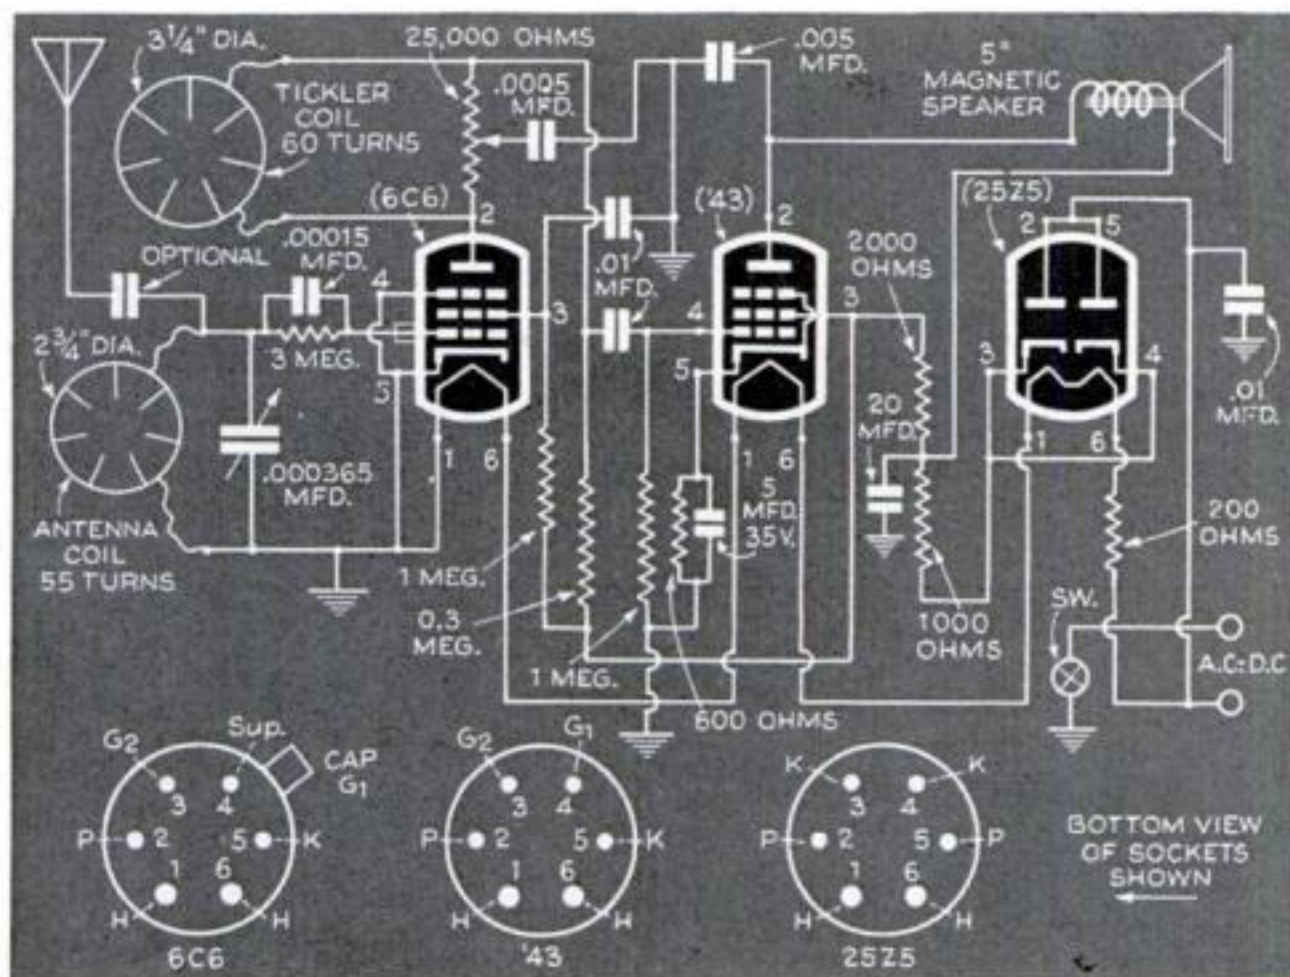 3 1/4" DIA.
TICKLER
COIL
60 TURNS
25,000 OHMS
.0005
MFD.
.005
MFD.
5"
MAGNETIC
SPEAKER
(6C6)
2
('43)
2
(25Z5)
2 5
OPTIONAL
.00015
MFD.
4
3
.01
MFD.
4
3
2000
OHMS
2 3/4" DIA.
3 MEG.
5
5
3
4
.01
MFD.
20
MFD.
.000365
MFD.
1 6
1 6
1 6
.5
MFD.
35V.
ANTENNA
COIL
55 TURNS
200
OHMS
1 MEG.
0.3
MEG.
1 MEG.
600 OHMS
1000
OHMS
SW.
A.C.-D.C
G2
Sup.
CAP
G1
3 4
P 2 5 K
1 6
H H
6C6
G2
G1
3 4
P 2 5 K
1 6
H H
'43
K K
3 4
P 2 5 P
1 6
H H
25Z5
BOTTOM VIEW
OF SOCKETS
SHOWN